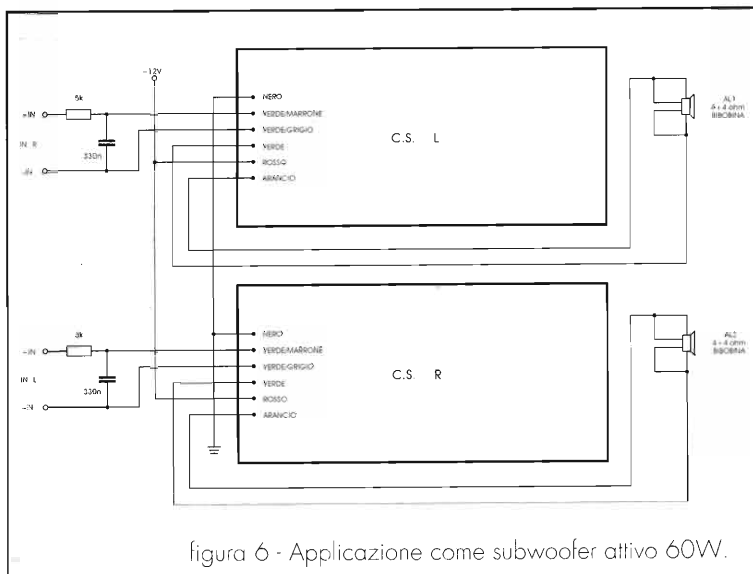 –12V
5k
+IN
330n
IN R
–IN
NERO
VERDE/MARRONE
VERDE/GRIGIO
VERDE
ROSSO
ARANCIO
C.S. L
AL1
4+4 ohm
BIBOBINA
–IN
330n
IN L
–IN
NERO
VERDE/MARRONE
VERDE/GRIGIO
VERDE
ROSSO
ARANCIO
C.S. R
AL2
4+4 ohm
BIBOBINA
figura 6 - Applicazione come subwoofer attivo 60W.